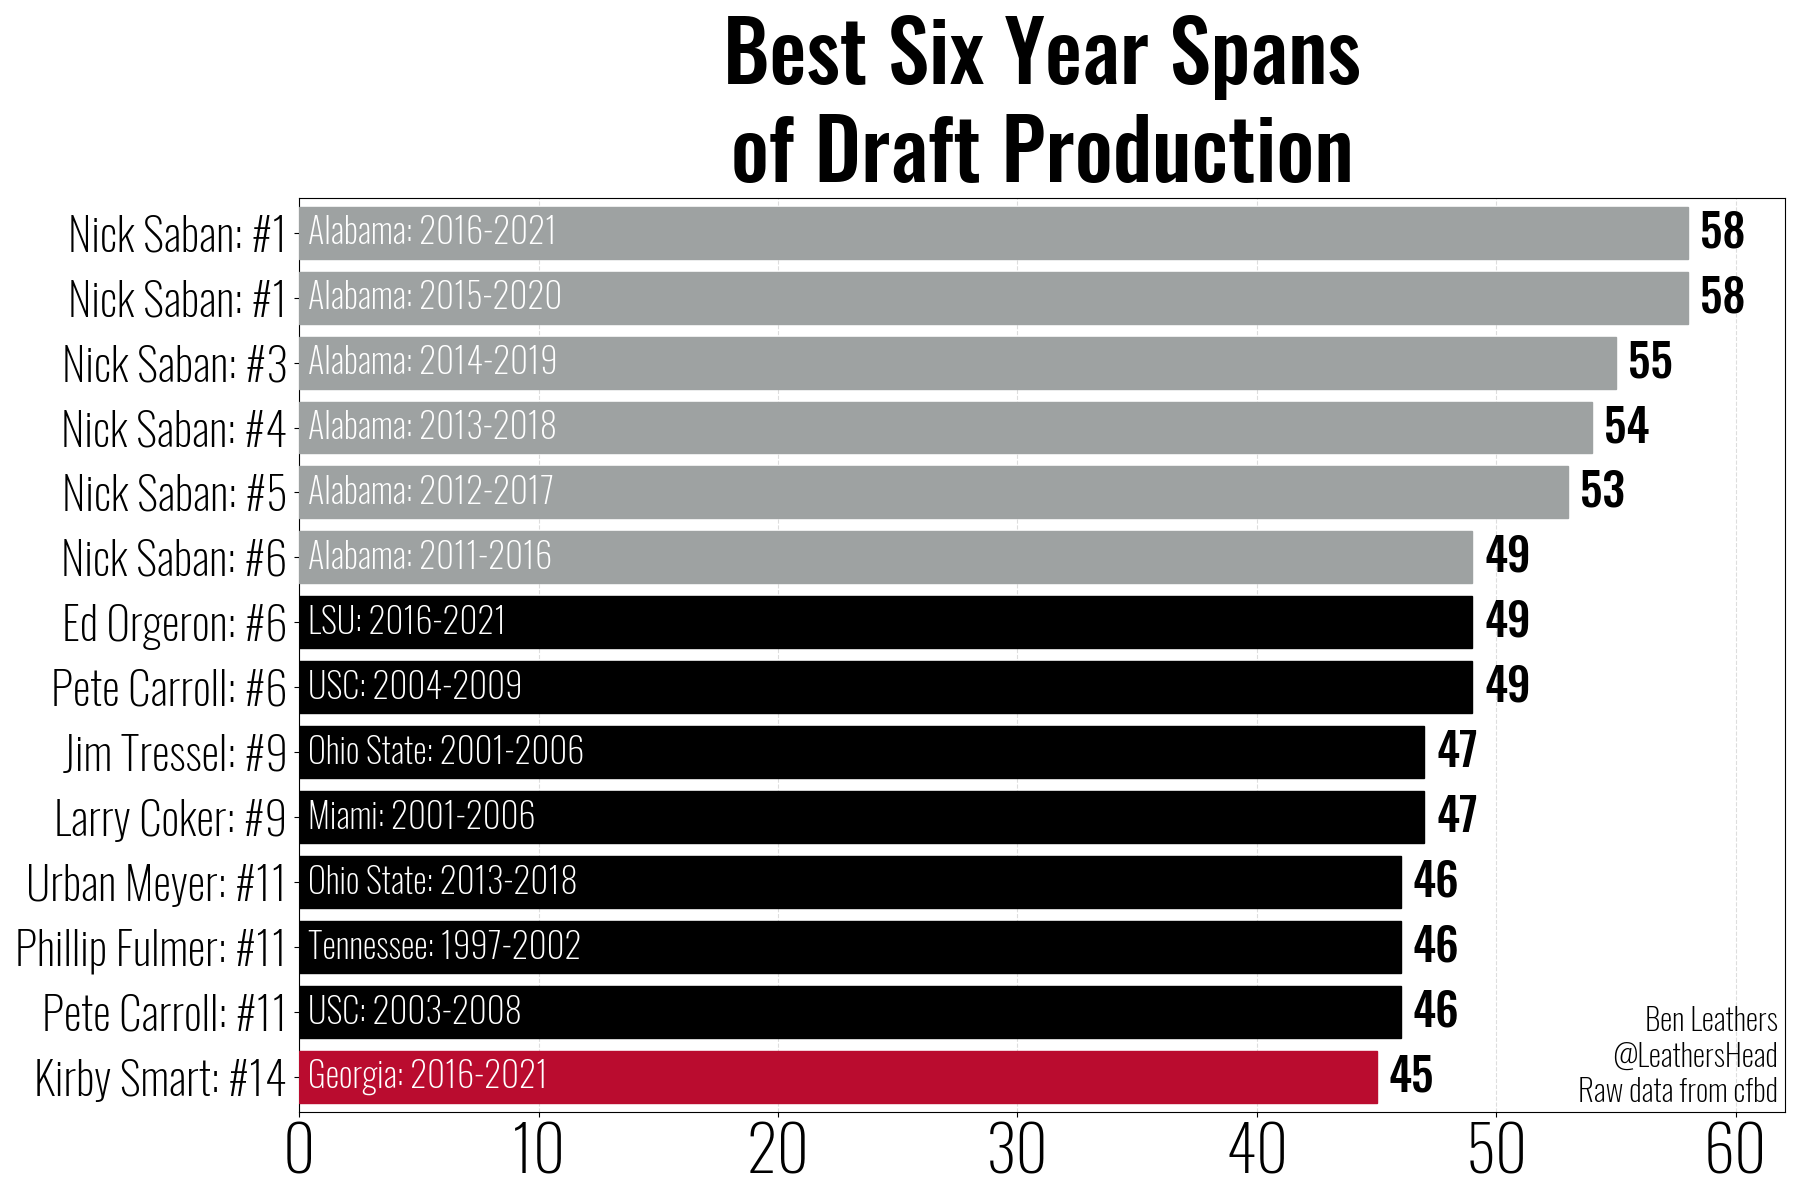 Best Six Year Spans
of Draft Production
Nick Saban: #1 Alabama: 2016-2021 58
Nick Saban: #1 Alabama: 2015-2020 58
Nick Saban: #3 Alabama: 2014-2019 55
Nick Saban: #4 Alabama: 2013-2018 54
Nick Saban: #5 Alabama: 2012-2017 53
Nick Saban: #6 Alabama: 2011-2016 49
Ed Orgeron: #6 LSU: 2016-2021 49
Pete Carroll: #6 USC: 2004-2009 49
Jim Tressel: #9 Ohio State: 2001-2006 47
Larry Coker: #9 Miami: 2001-2006 47
Urban Meyer: #11 Ohio State: 2013-2018 46
Phillip Fulmer: #11 Tennessee: 1997-2002 46
Pete Carroll: #11 USC: 2003-2008 46
Kirby Smart: #14 Georgia: 2016-2021 45
Ben Leathers
@LeathersHead
Raw data from cfbd
0 10 20 30 40 50 60